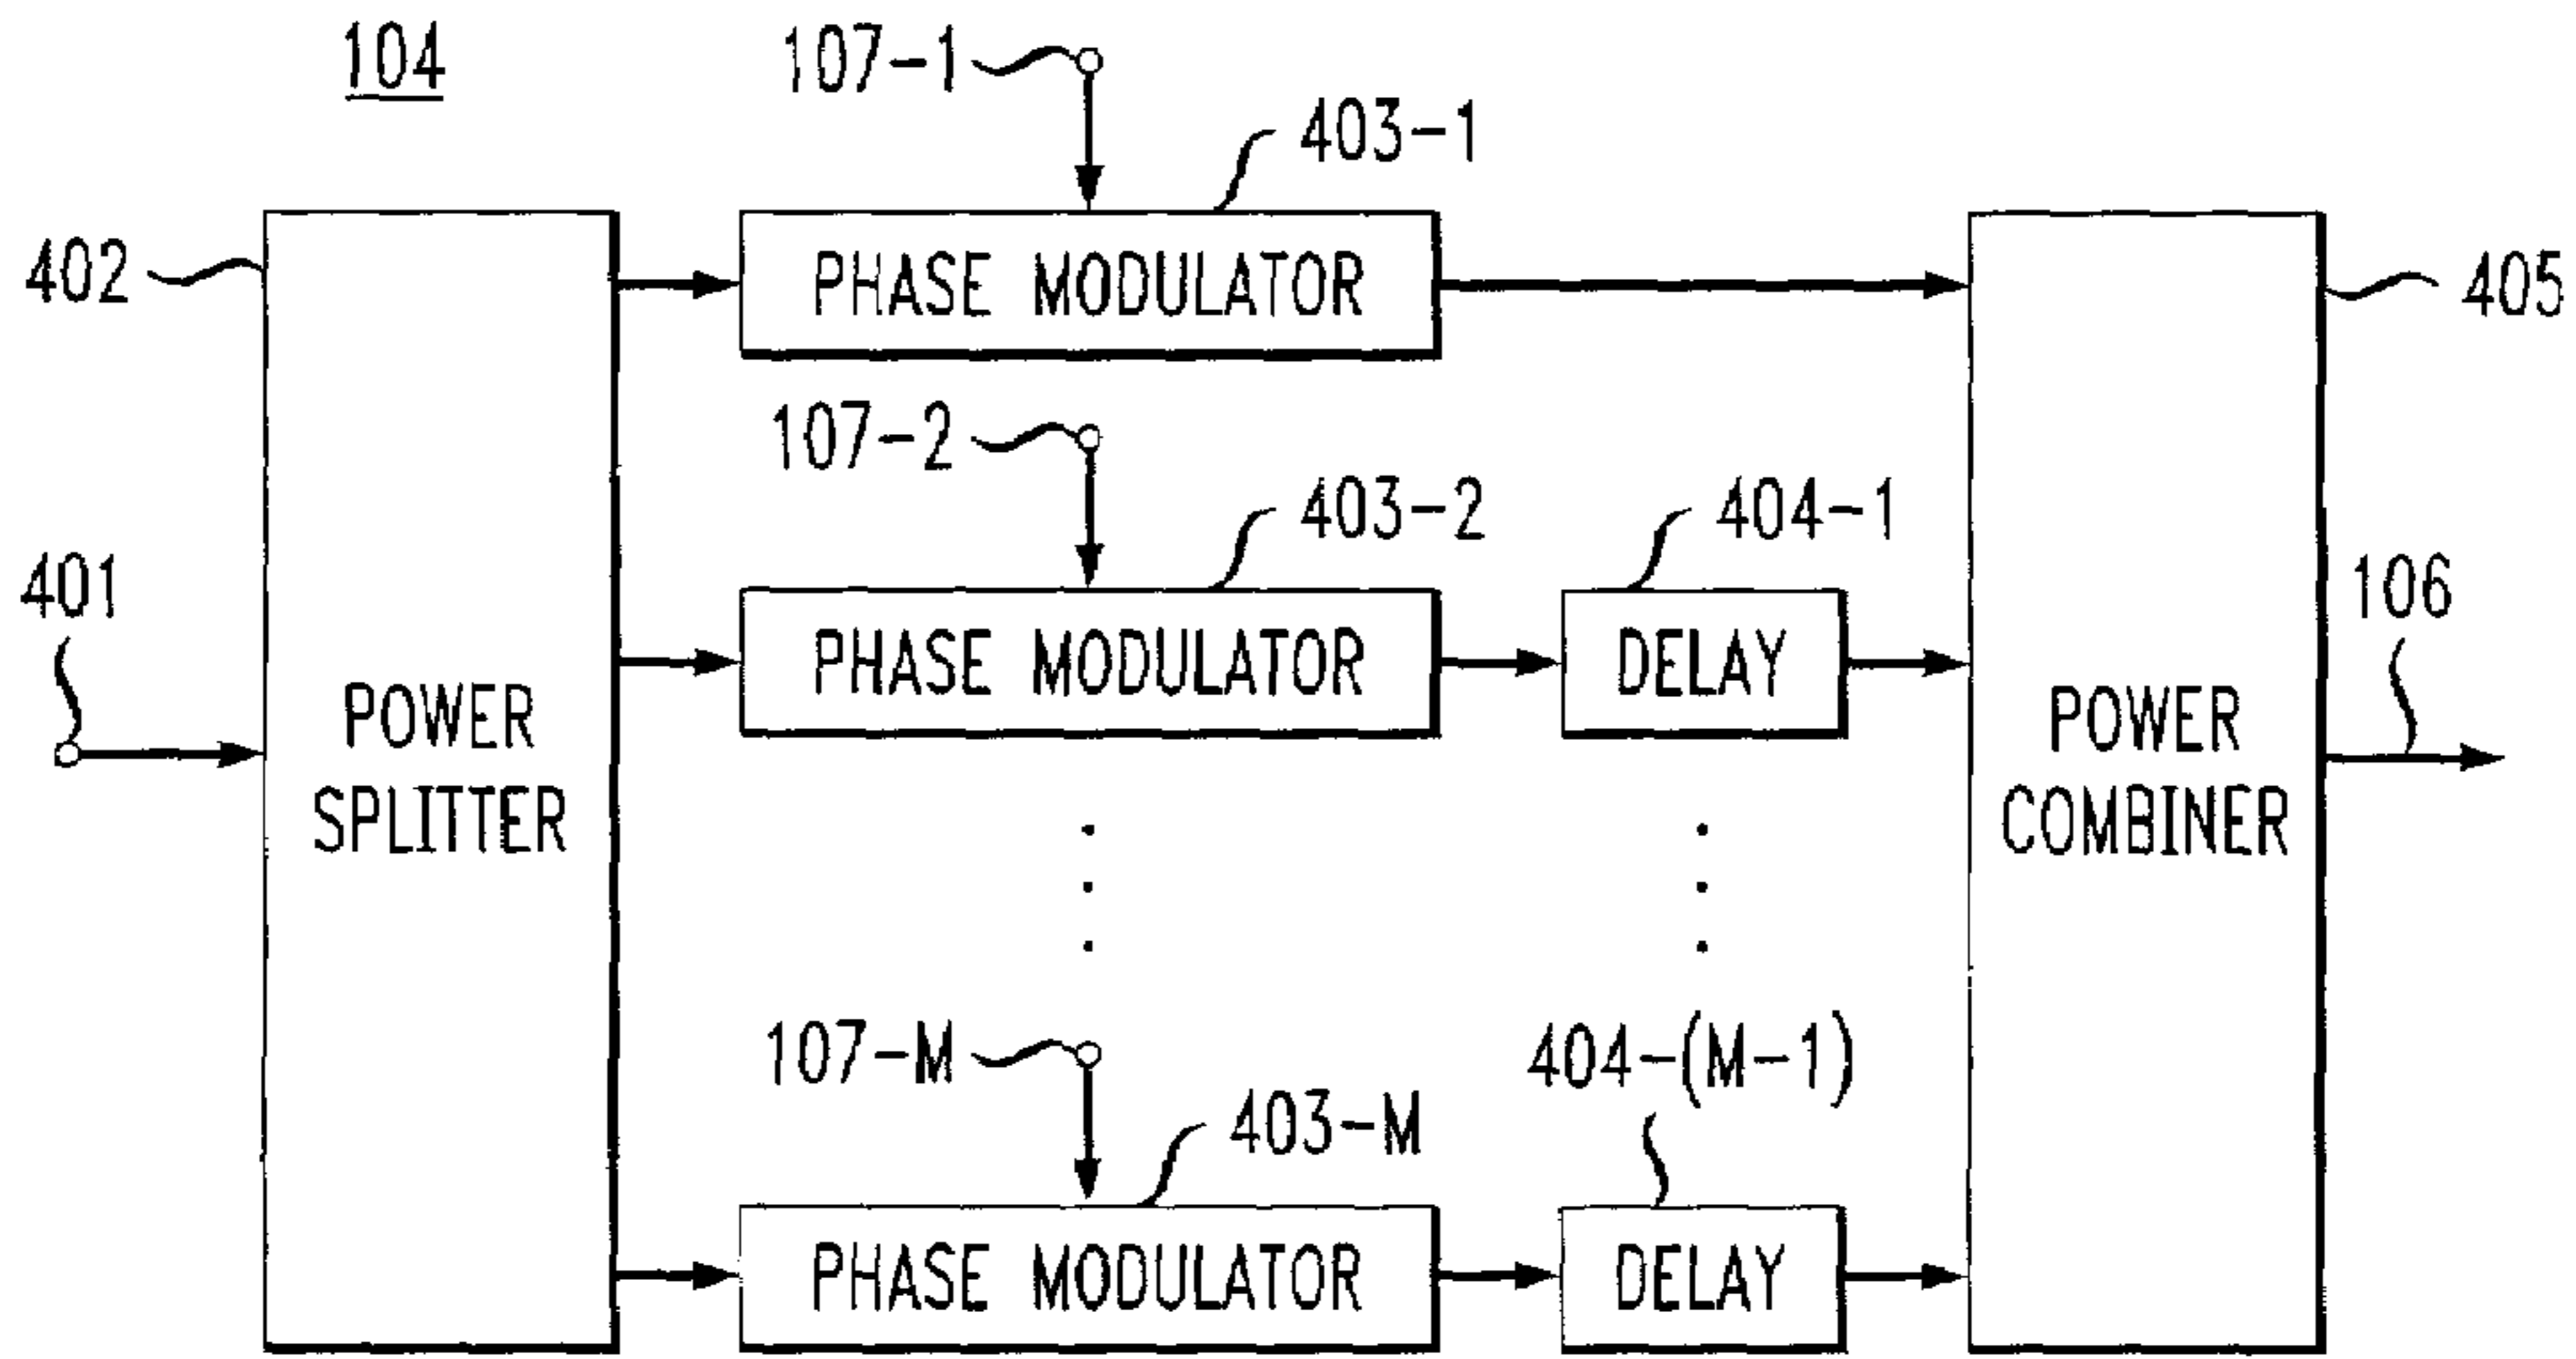 104
107-1
403-1
402
PHASE MODULATOR
405
107-2
403-2
404-1
401
PHASE MODULATOR
DELAY
106
POWER
SPLITTER
POWER
COMBINER
107-M
404-(M-1)
403-M
PHASE MODULATOR
DELAY